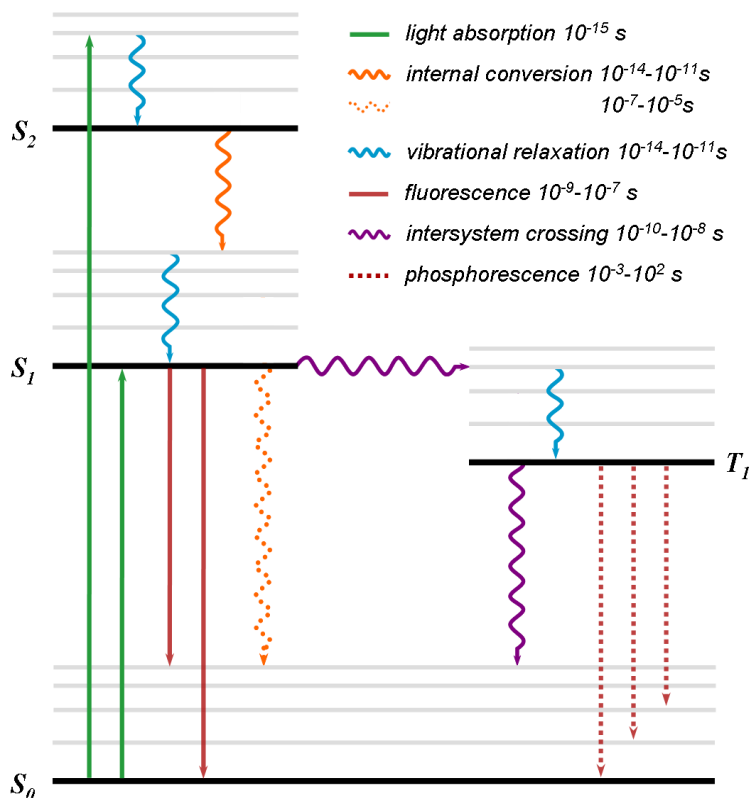 light absorption 10⁻¹⁵ s
internal conversion 10⁻¹⁴-10⁻¹¹s
10⁻⁷-10⁻⁵s
S₂
vibrational relaxation 10⁻¹⁴-10⁻¹¹s
fluorescence 10⁻⁹-10⁻⁷ s
intersystem crossing 10⁻¹⁰-10⁻⁸ s
phosphorescence 10⁻³-10² s
S₁
T₁
S₀